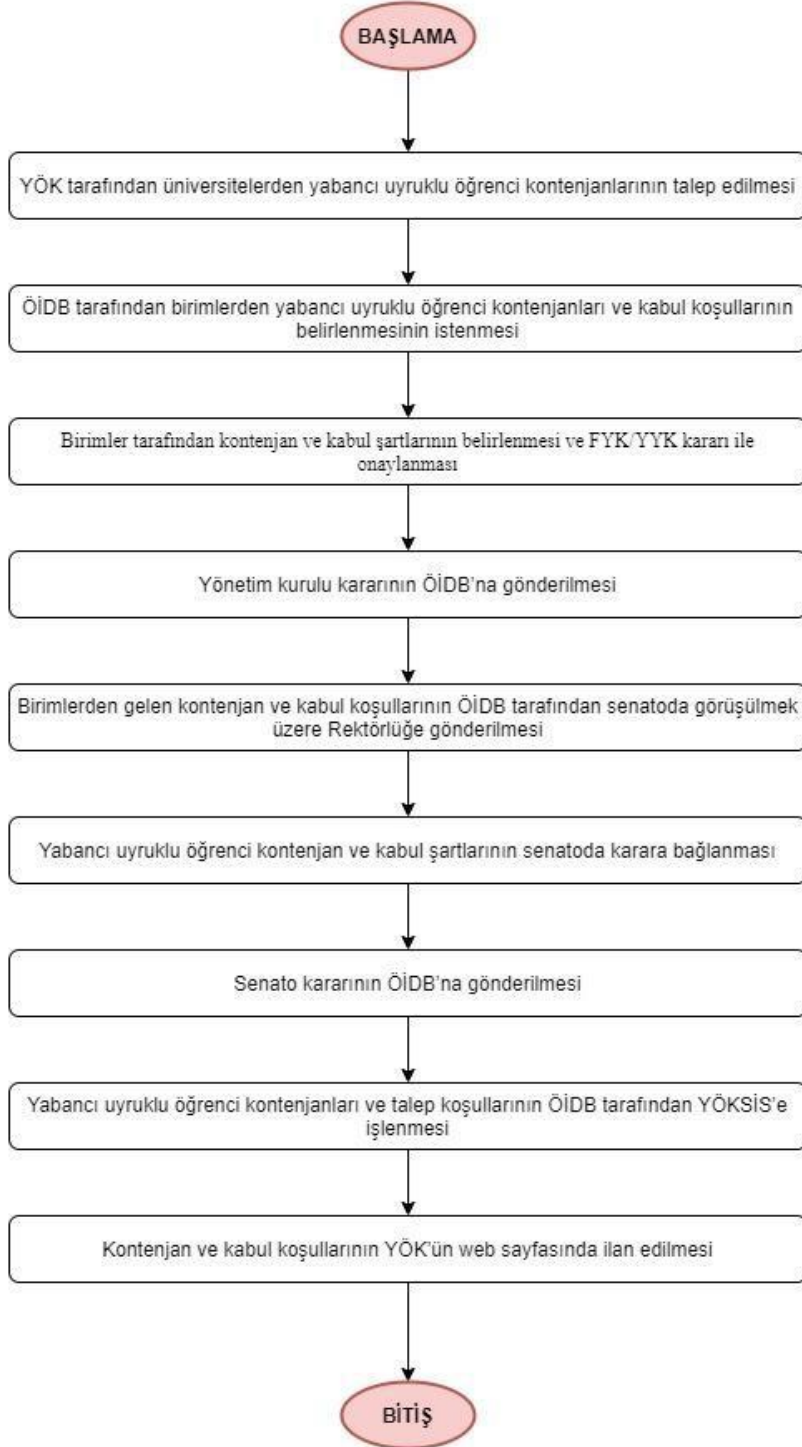 BAŞLAMA
YÖK tarafından üniversitelerden yabancı uyruklu öğrenci kontenjanlarının talep edilmesi
ÖİDB tarafından birimlerden yabancı uyruklu öğrenci kontenjanları ve kabul koşullarının
belirlenmesinin istenmesi
Birimler tarafından kontenjan ve kabul şartlarının belirlenmesi ve FYK/YYK kararı ile
onaylanması
Yönetim kurulu kararının ÖİDB'na gönderilmesi
Birimlerden gelen kontenjan ve kabul koşullarının ÖİDB tarafından senatoda görüşülmek
üzere Rektörlüğe gönderilmesi
Yabancı uyruklu öğrenci kontenjan ve kabul şartlarının senatoda karara bağlanması
Senato kararının ÖİDB'na gönderilmesi
Yabancı uyruklu öğrenci kontenjanları ve talep koşullarının ÖİDB tarafından YÖKSİS'e
işlenmesi
Kontenjan ve kabul koşullarının YÖK'ün web sayfasında ilan edilmesi
BİTİŞ